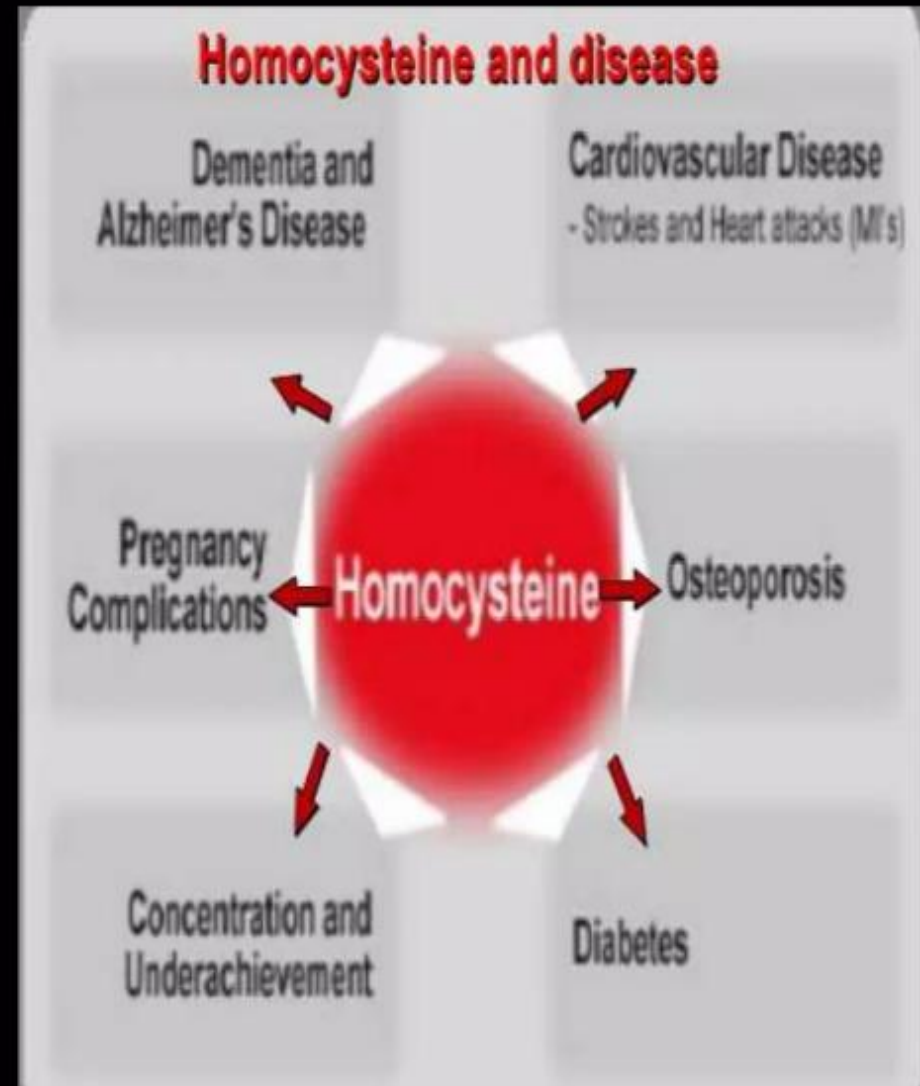 Homocysteine and disease
Dementia and
Alzheimer's Disease
Cardiovascular Disease
- Strokes and Heart attacks (MI's)
Pregnancy
Complications
Homocysteine
Osteoporosis
Concentration and
Underachievement
Diabetes